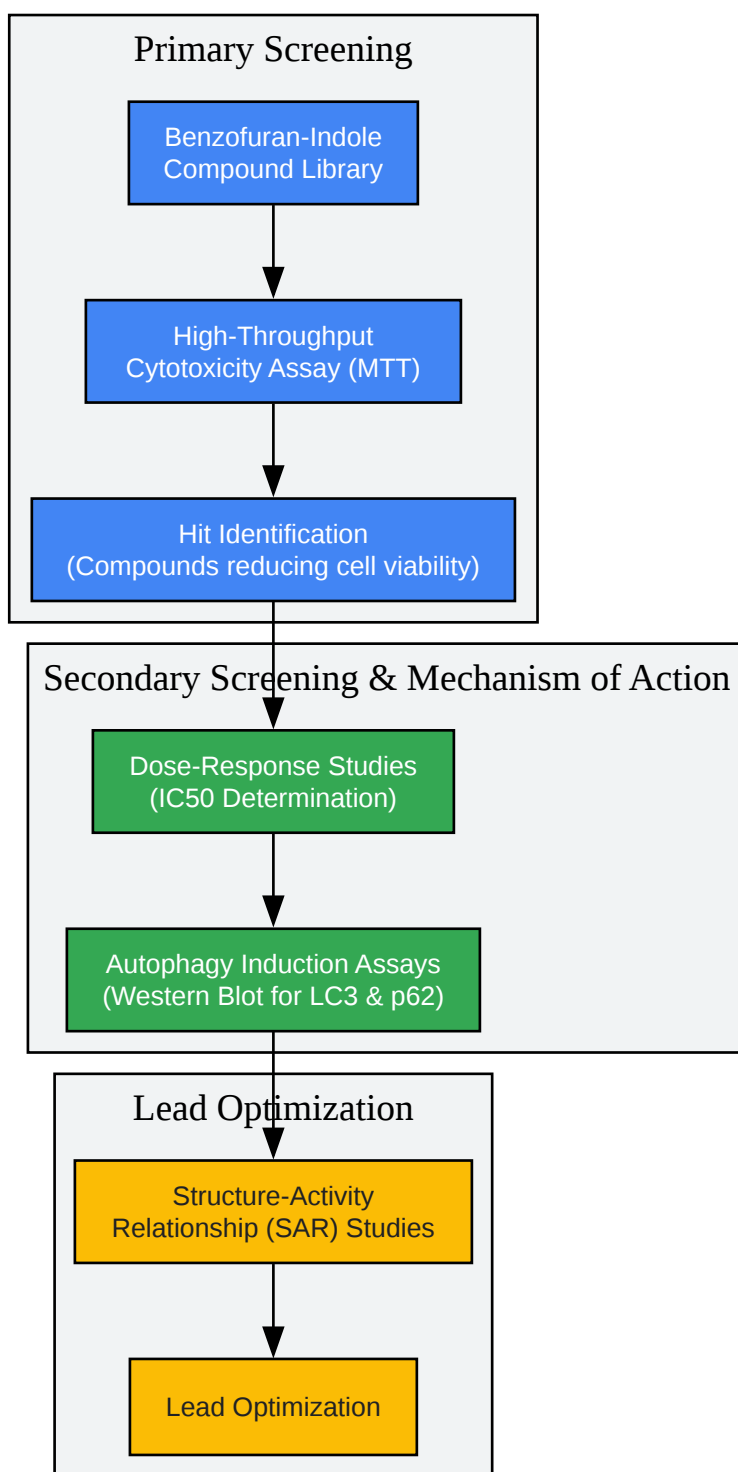 Primary Screening
Benzofuran-Indole
Compound Library
High-Throughput
Cytotoxicity Assay (MTT)
Hit Identification
(Compounds reducing cell viability)
Secondary Screening & Mechanism of Action
Dose-Response Studies
(IC50 Determination)
Autophagy Induction Assays
(Western Blot for LC3 & p62)
Lead Optimization
Structure-Activity
Relationship (SAR) Studies
Lead Optimization